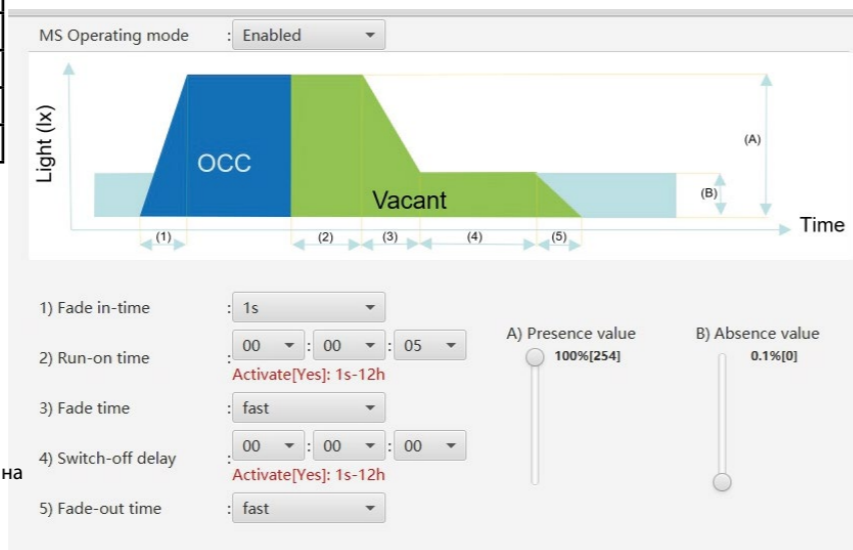 MS Operating mode : Enabled
Light (lx)
OCC
Vacant
(A)
(B)
Time
(1) (2) (3) (4) (5)
1) Fade in-time : 1s
2) Run-on time : 00 : 00 : 05
Activate[Yes]: 1s-12h
3) Fade time : fast
4) Switch-off delay : 00 : 00 : 00
Activate[Yes]: 1s-12h
5) Fade-out time : fast
A) Presence value
100%[254]
B) Absence value
0.1%[0]
на